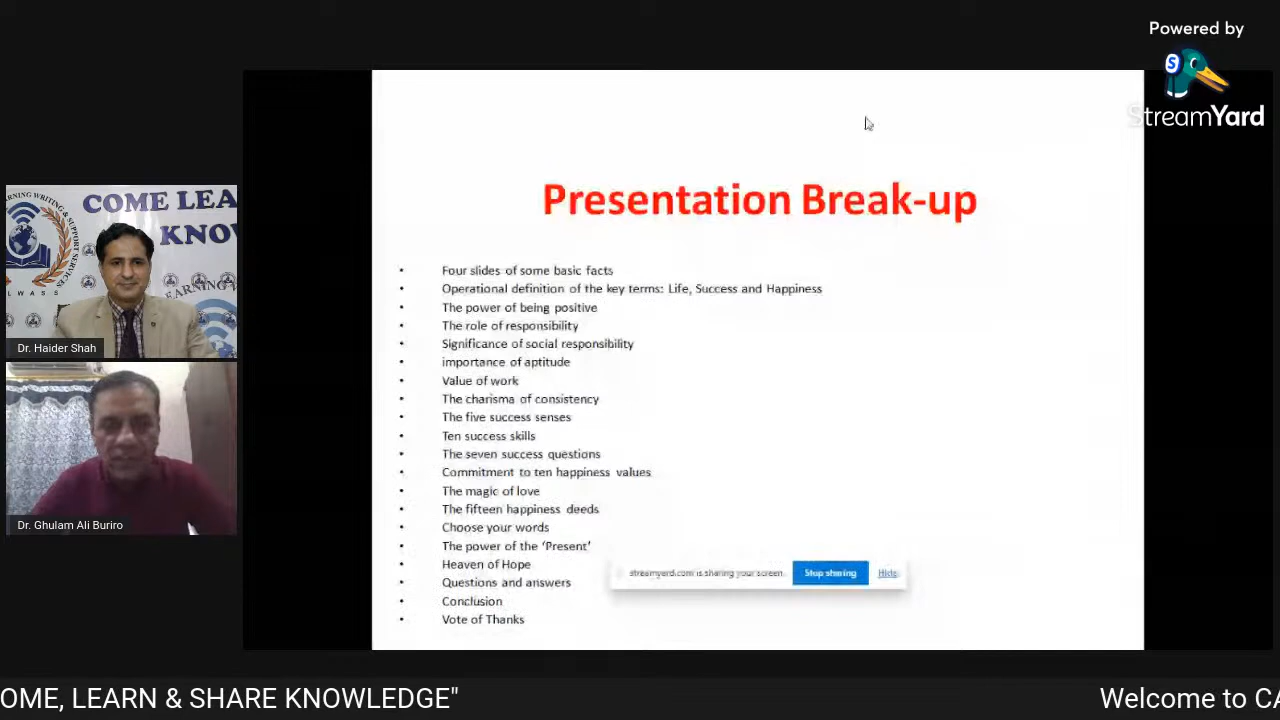 Powered by
StreamYard
COME LEA
KNOW
RNING WRITING & SUPPORT SERVICES
LWASS
Dr. Haider Shah
Dr. Ghulam Ali Buriro
Presentation Break-up
• Four slides of some basic facts
• Operational definition of the key terms: Life, Success and Happiness
• The power of being positive
• The role of responsibility
• Significance of social responsibility
• importance of aptitude
• Value of work
• The charisma of consistency
• The five success senses
• Ten success skills
• The seven success questions
• Commitment to ten happiness values
• The magic of love
• The fifteen happiness deeds
• Choose your words
• The power of the ‘Present’
• Heaven of Hope
• Questions and answers
• Conclusion
• Vote of Thanks
streamyard.com is sharing your screen.
Stop sharing
Hide
OME, LEARN & SHARE KNOWLEDGE"
Welcome to CA